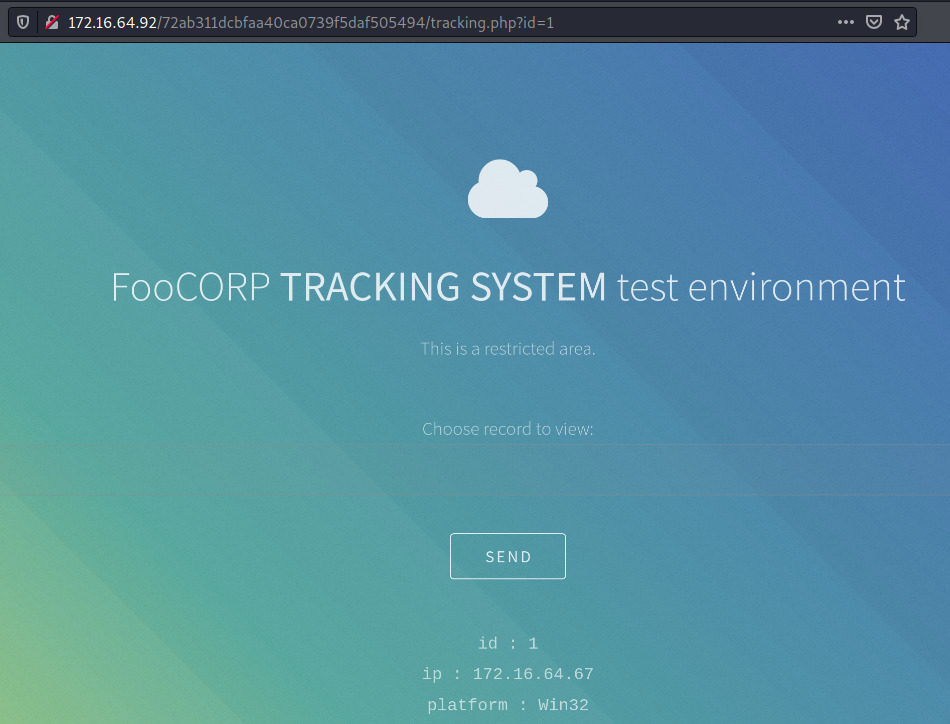 172.16.64.92/72ab311dcbfaa40ca0739f5daf505494/tracking.php?id=1
FooCORP TRACKING SYSTEM test environment
This is a restricted area.
Choose record to view:
SEND
id : 1
ip : 172.16.64.67
platform : Win32